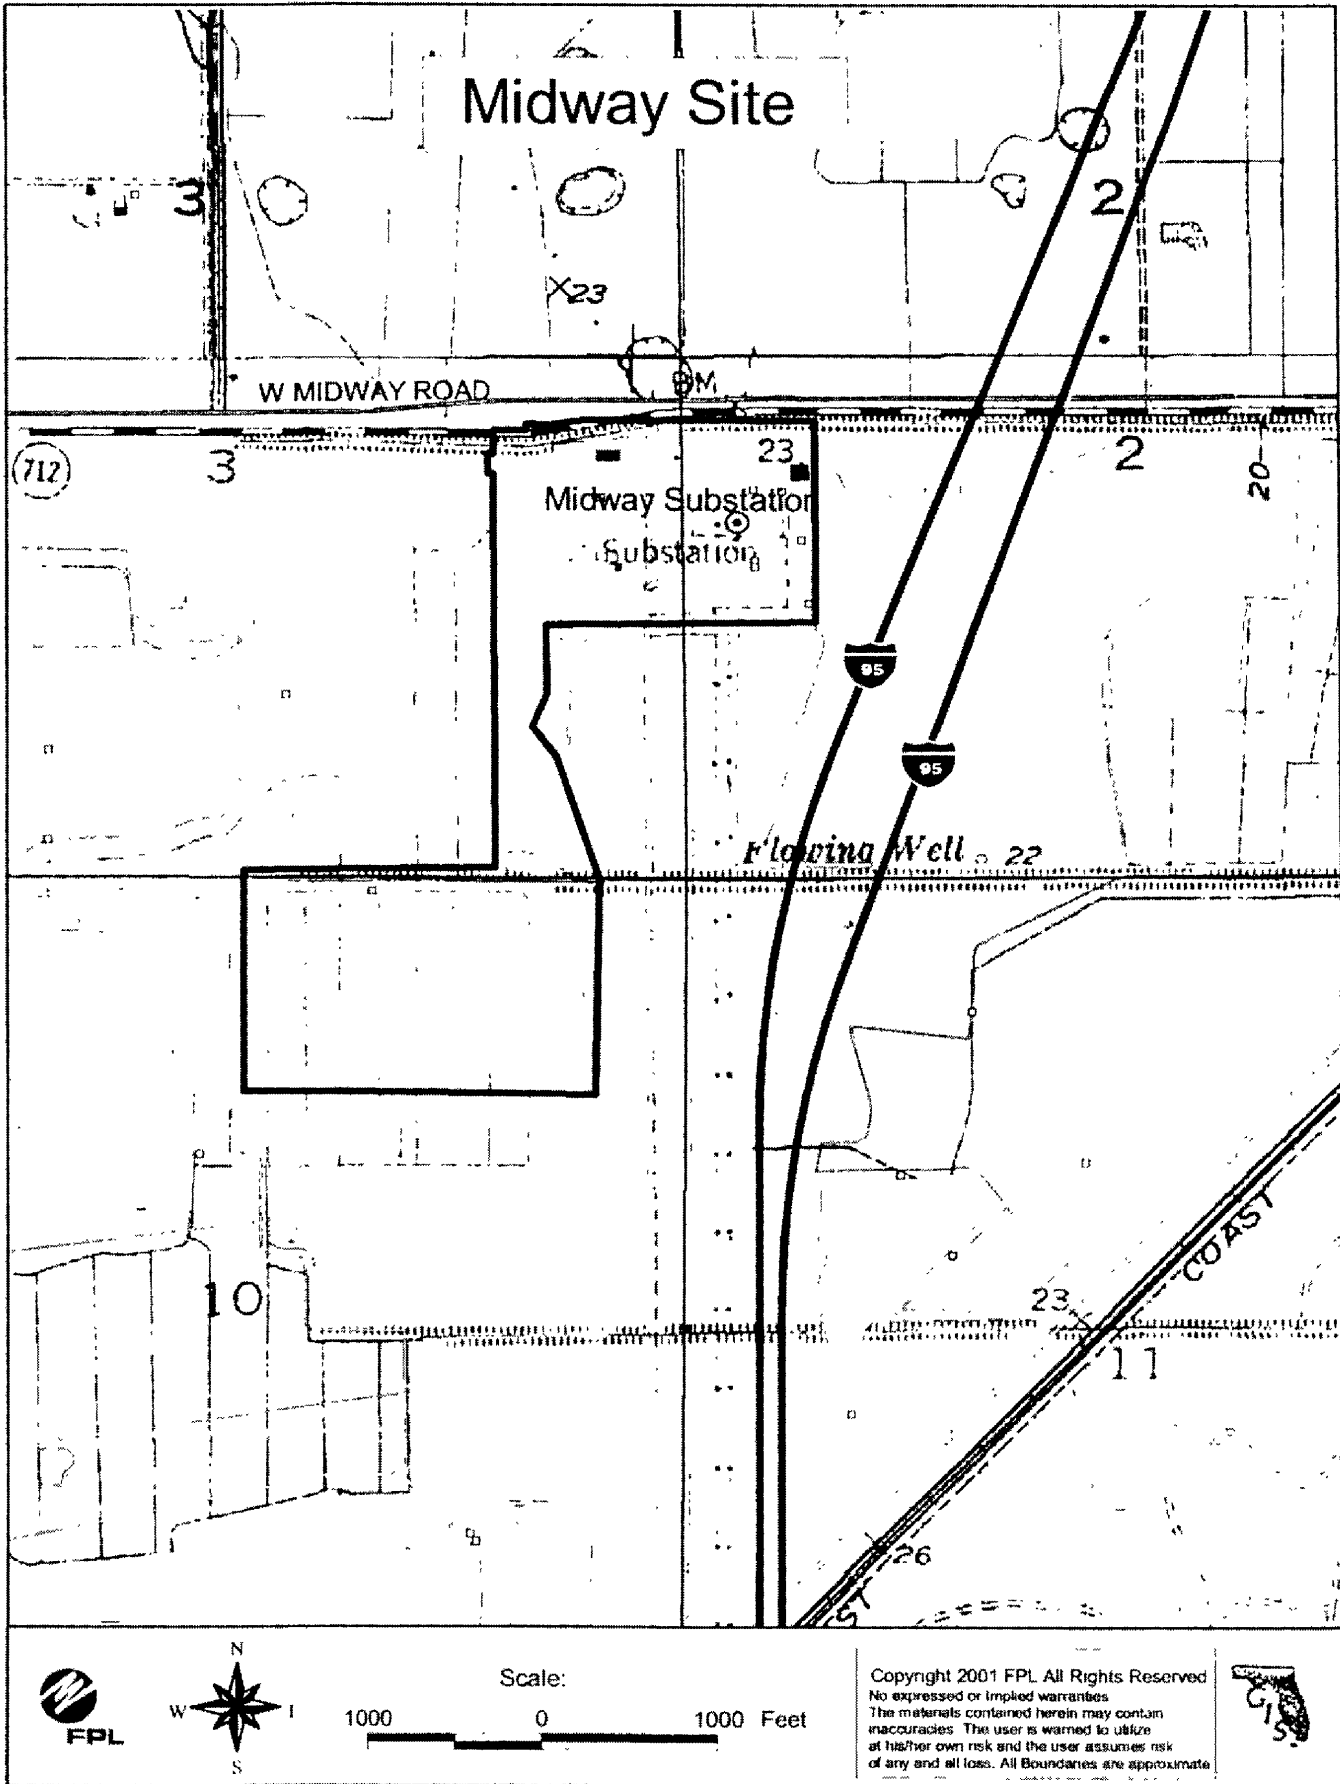 Midway Site
3
2
23
BM
W MIDWAY ROAD
712
3
23
2
20
Midway Substation
Substation
95
95
Flowing Well
22
COAST
10
23
11
26
ST
N
W
S
FPL
Scale:
1000 0 1000 Feet
Copyright 2001 FPL All Rights Reserved
No expressed or Implied warranties
The materials contained herein may contain
inaccuracies The user is warned to utilize
at his/her own risk and the user assumes risk
of any and all loss. All Boundaries are approximate
GIS